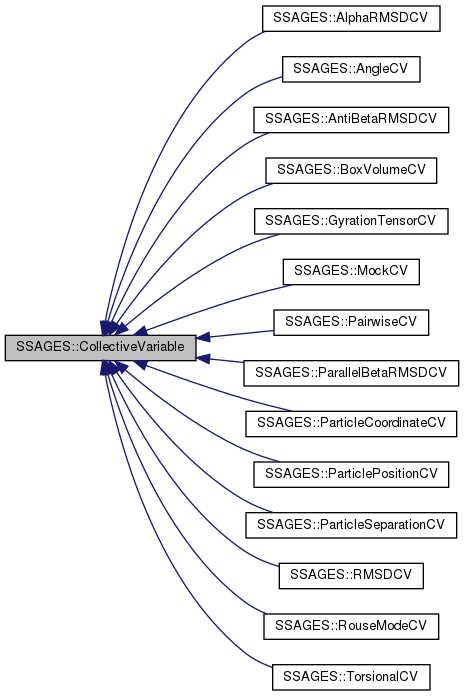 SSAGES::AlphaRMSDCV
SSAGES::AngleCV
SSAGES::AntiBetaRMSDCV
SSAGES::BoxVolumeCV
SSAGES::GyrationTensorCV
SSAGES::MockCV
SSAGES::PairwiseCV
SSAGES::CollectiveVariable
SSAGES::ParallelBetaRMSDCV
SSAGES::ParticleCoordinateCV
SSAGES::ParticlePositionCV
SSAGES::ParticleSeparationCV
SSAGES::RMSDCV
SSAGES::RouseModeCV
SSAGES::TorsionalCV